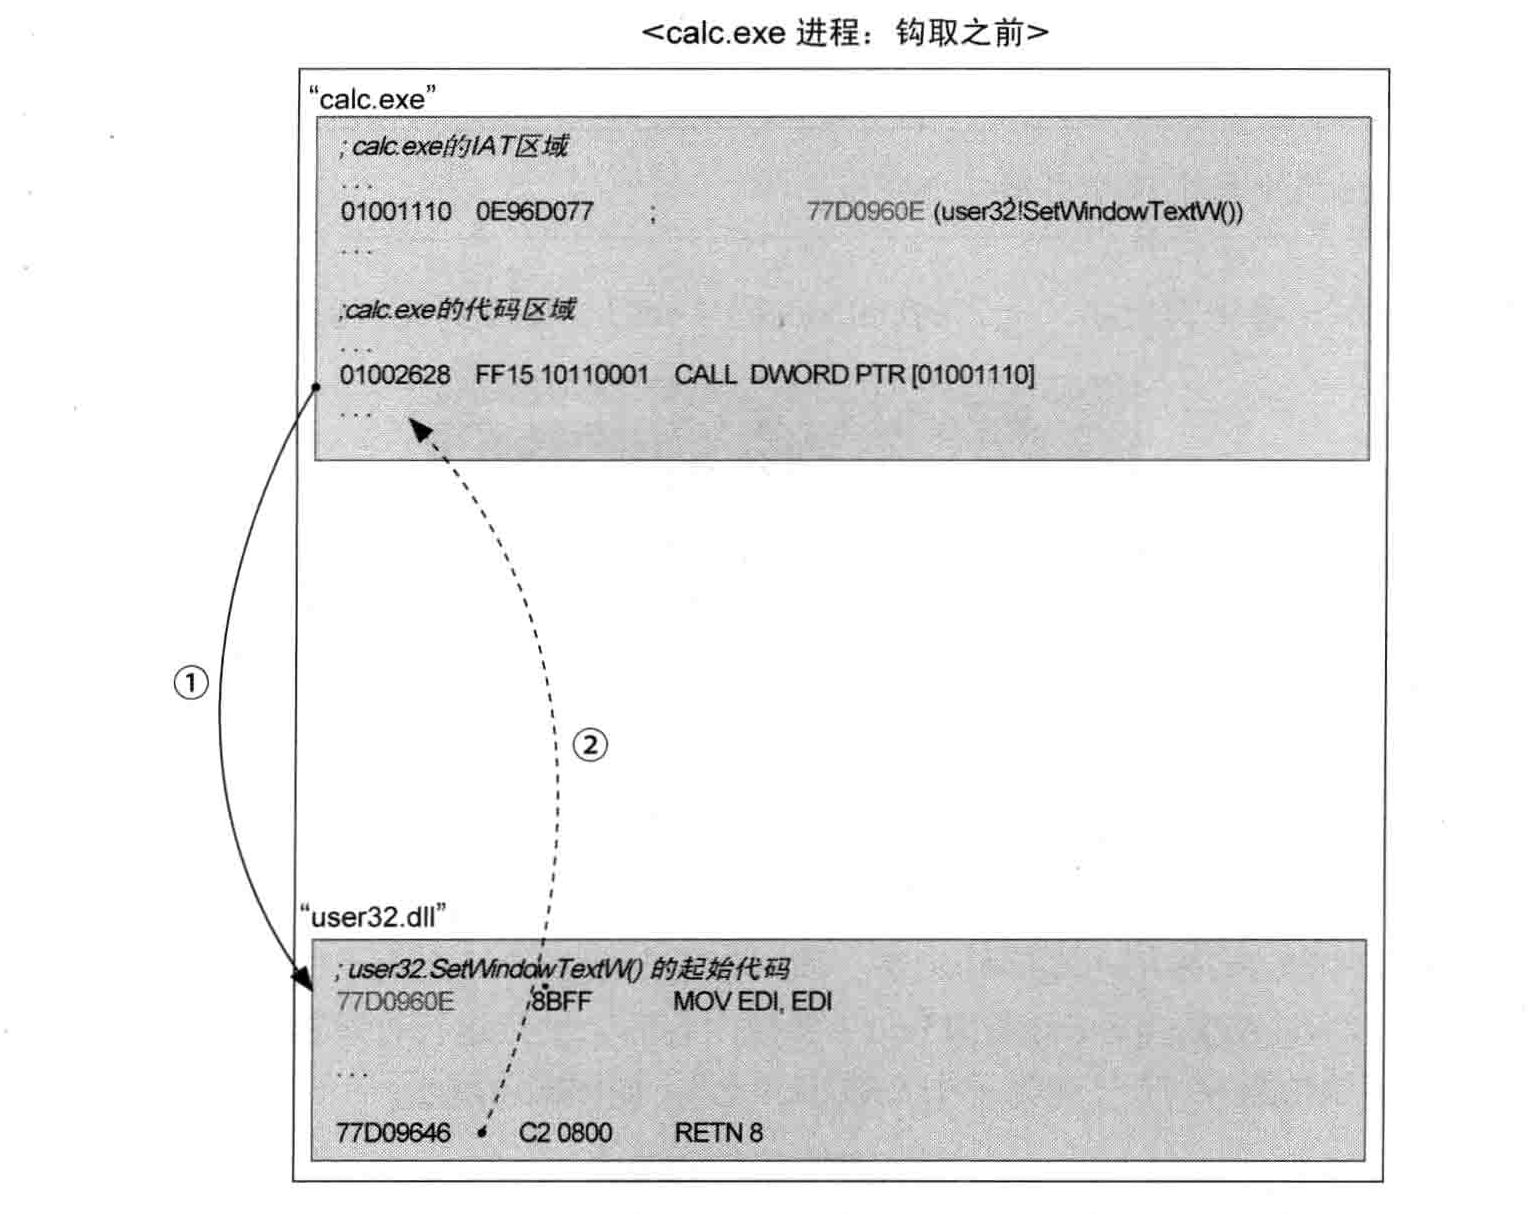 <calc.exe 进程：钩取之前>
“calc.exe”
; calc.exe的IAT区域
...
01001110 0E96D077 ; 77D0960E (user32!SetWindowTextW())
...
;calc.exe的代码区域
...
01002628 FF15 10110001 CALL DWORD PTR [01001110]
...
①
②
“user32.dll”
; user32.SetWindowTextW() 的起始代码
77D0960E 8BFF MOV EDI, EDI
...
77D09646 C2 0800 RETN 8